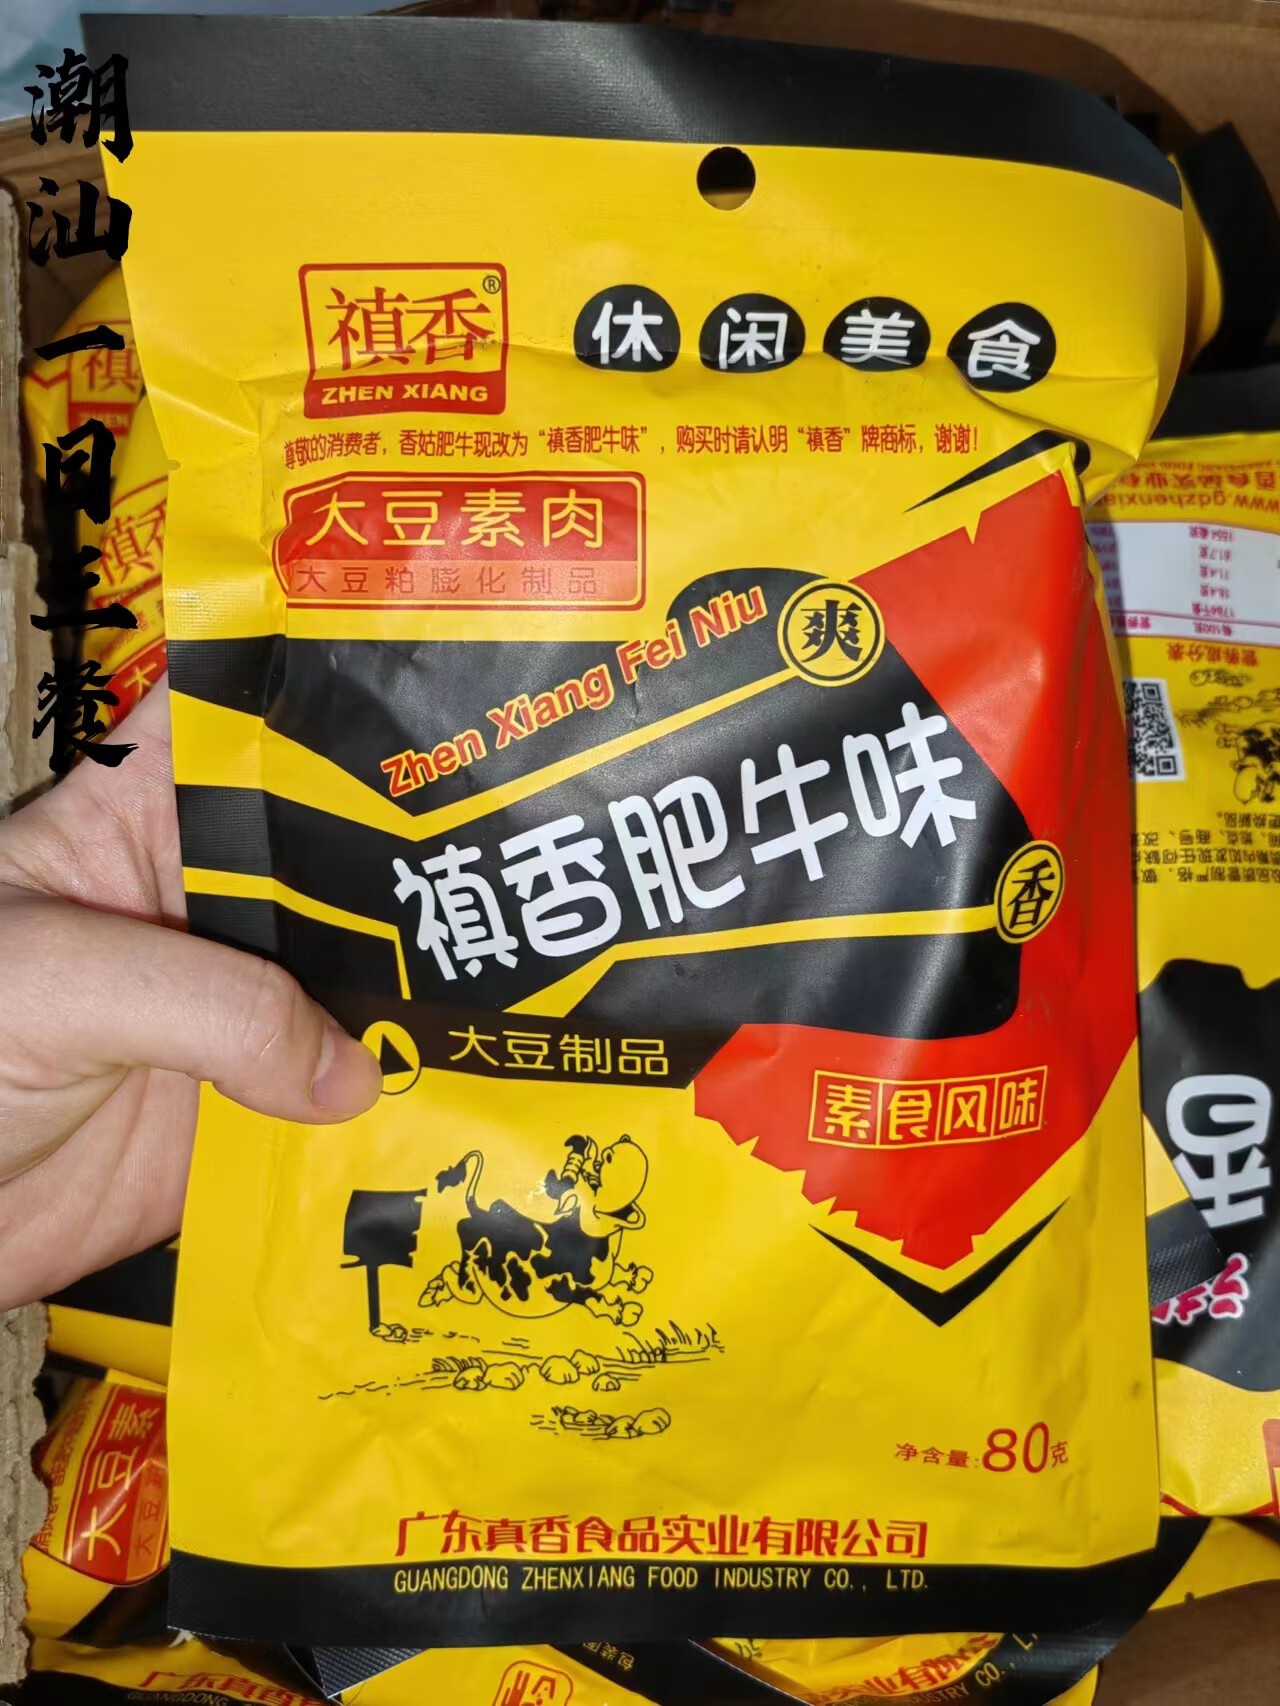 潮汕一日三餐
禛香®
ZHEN XIANG
休闲美食
尊敬的消费者，香姑肥牛现改为“禛香肥牛味”，购买时请认明“禛香”牌商标，谢谢！
大豆素肉
大豆粕膨化制品
Zhen Xiang Fei Niu
爽
禛香肥牛味
香
大豆制品
素食风味
净含量:80克
广东真香食品实业有限公司
GUANGDONG ZHENXIANG FOOD INDUSTRY CO., LTD.